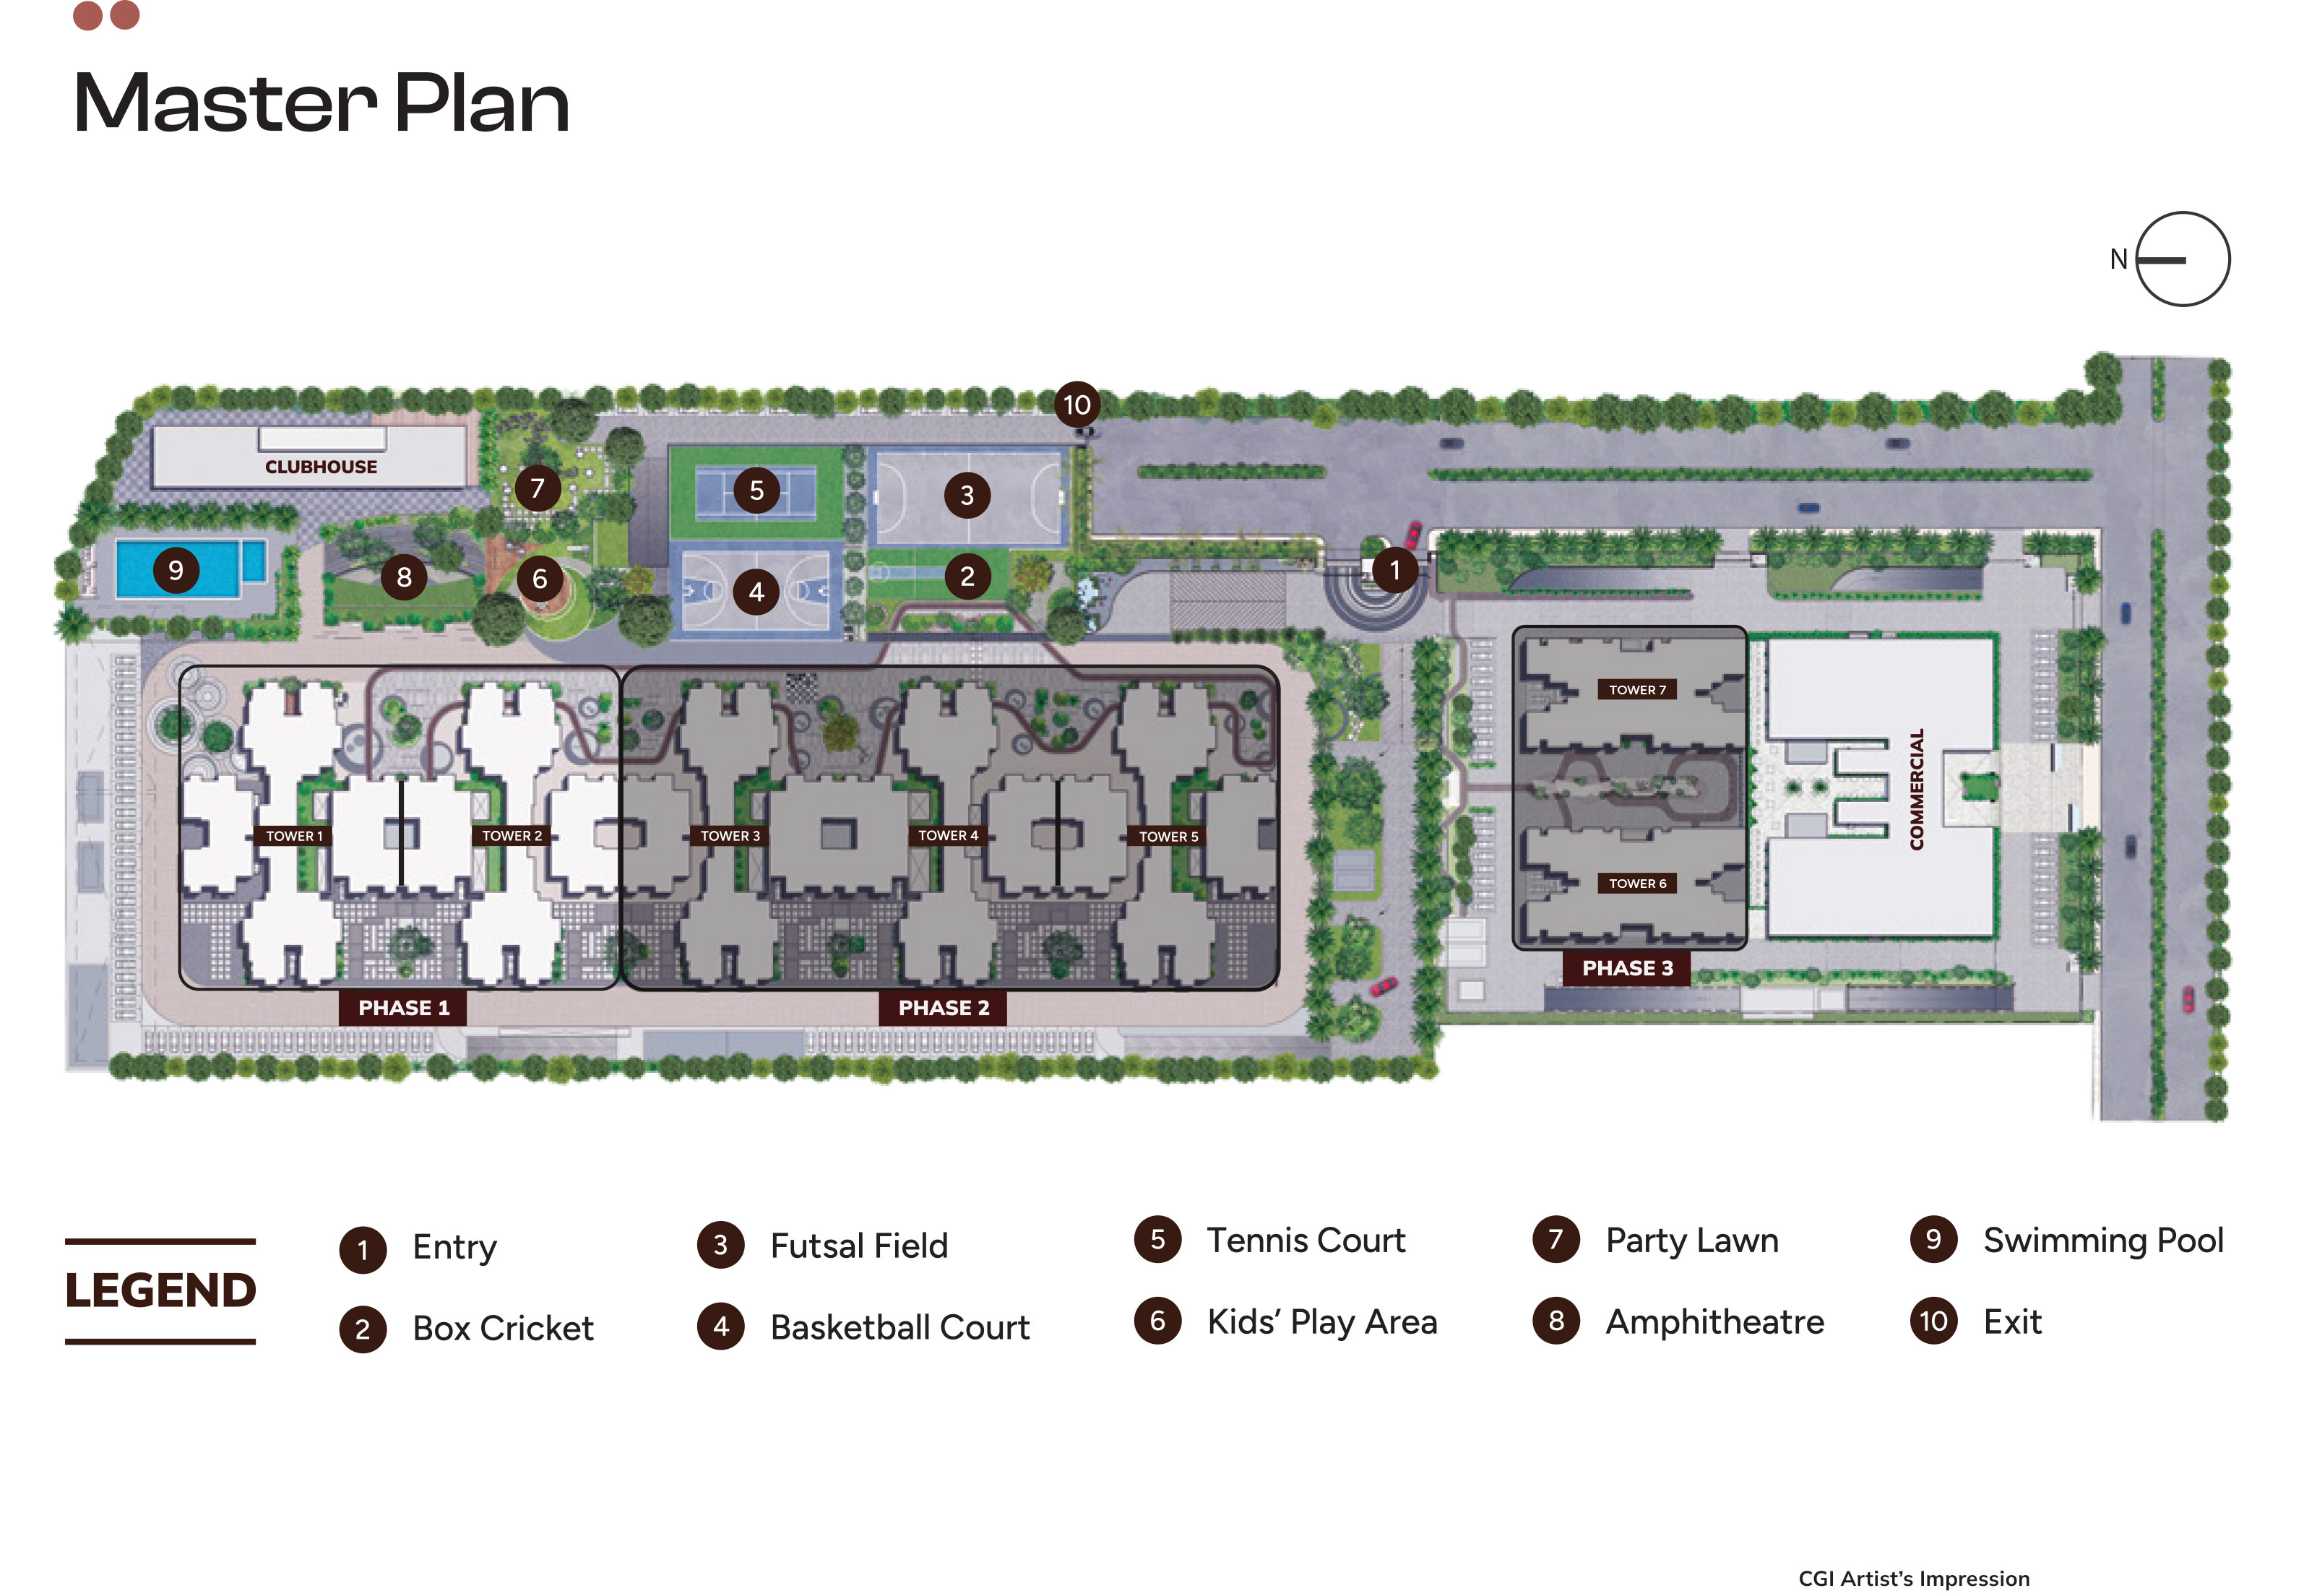 Master Plan
N
10
CLUBHOUSE
7
5
3
9
8
6
4
2
1
TOWER 7
COMMERCIAL
TOWER 1
TOWER 2
TOWER 3
TOWER 4
TOWER 5
TOWER 6
PHASE 3
PHASE 1
PHASE 2
LEGEND
1 Entry
2 Box Cricket
3 Futsal Field
4 Basketball Court
5 Tennis Court
6 Kids’ Play Area
7 Party Lawn
8 Amphitheatre
9 Swimming Pool
10 Exit
CGI Artist’s Impression